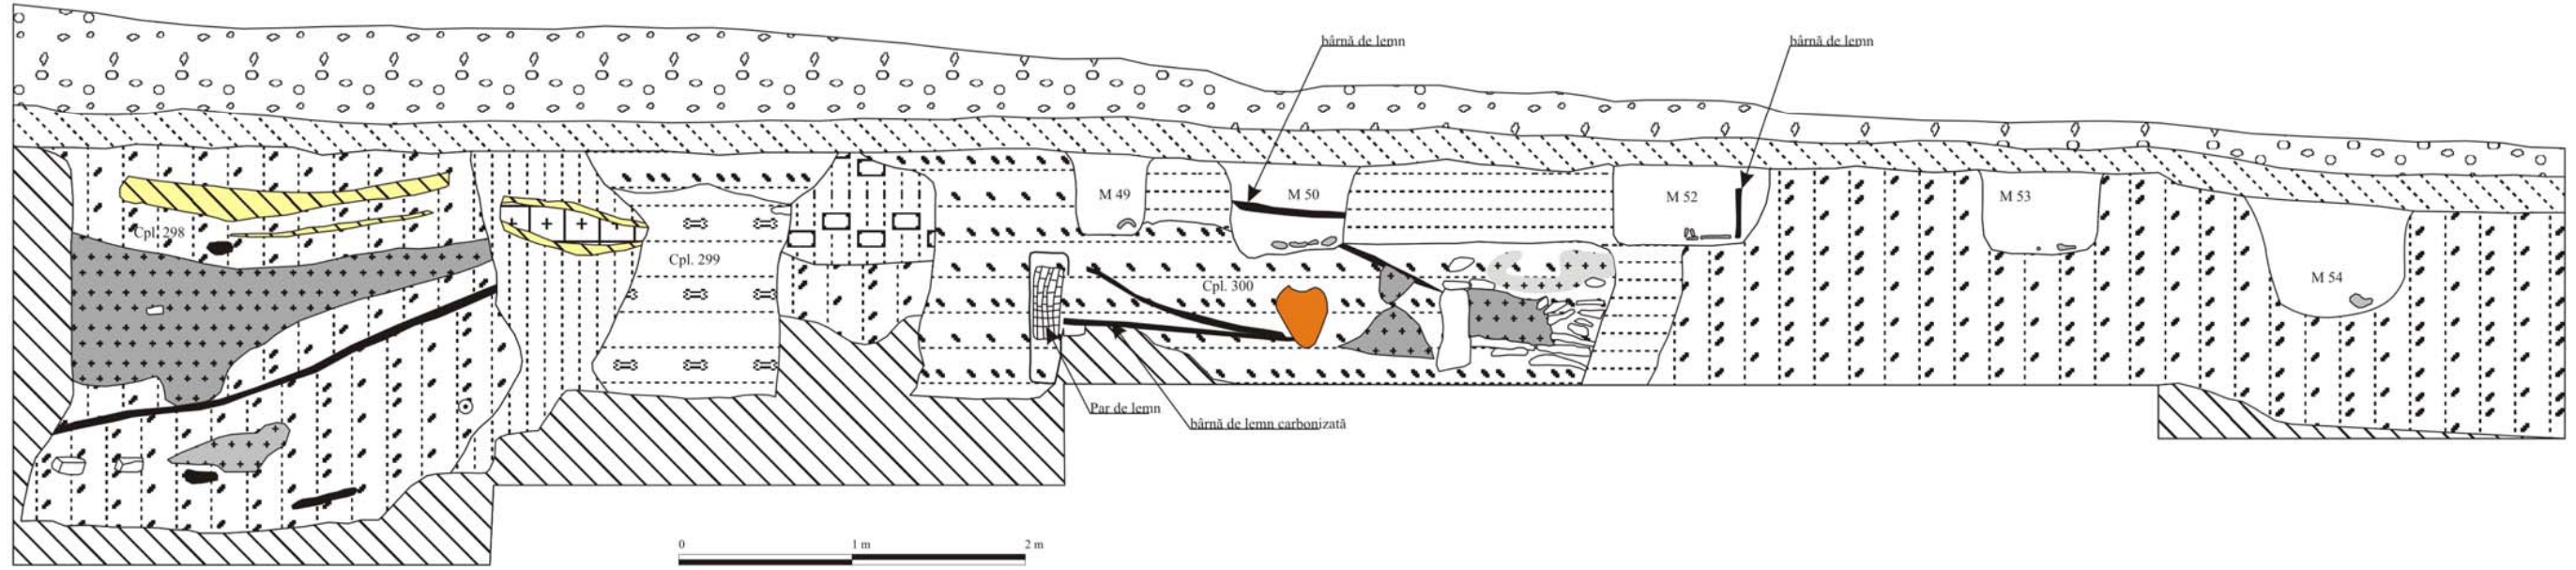 bârnă de lemn
bârnă de lemn
M 49
M 50
M 52
M 53
Cpl. 298
Cpl. 299
M 54
Cpl. 300
Par de lemn
bârnă de lemn carbonizată
0
1 m
2 m